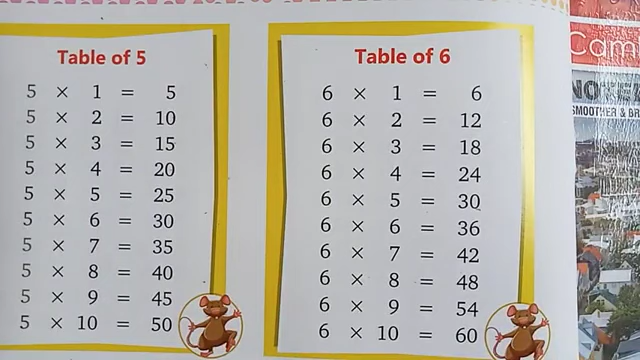 Table of 5
5 × 1 = 5
5 × 2 = 10
5 × 3 = 15
5 × 4 = 20
5 × 5 = 25
5 × 6 = 30
5 × 7 = 35
5 × 8 = 40
5 × 9 = 45
5 × 10 = 50
Table of 6
6 × 1 = 6
6 × 2 = 12
6 × 3 = 18
6 × 4 = 24
6 × 5 = 30
6 × 6 = 36
6 × 7 = 42
6 × 8 = 48
6 × 9 = 54
6 × 10 = 60
Cam
SMOOTHER & BR